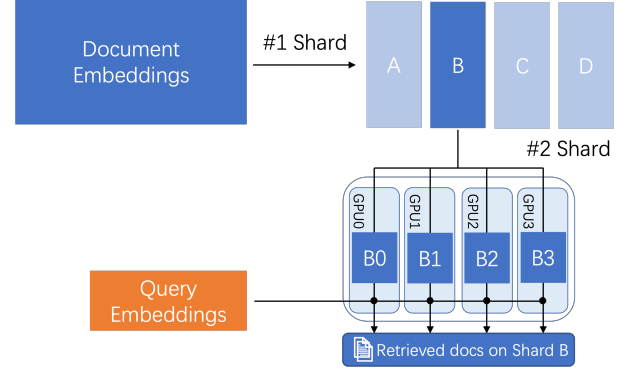 Document
Embeddings
#1 Shard
A
B
C
D
#2 Shard
GPU0
GPU1
GPU2
GPU3
B0
B1
B2
B3
Query
Embeddings
Retrieved docs on Shard B